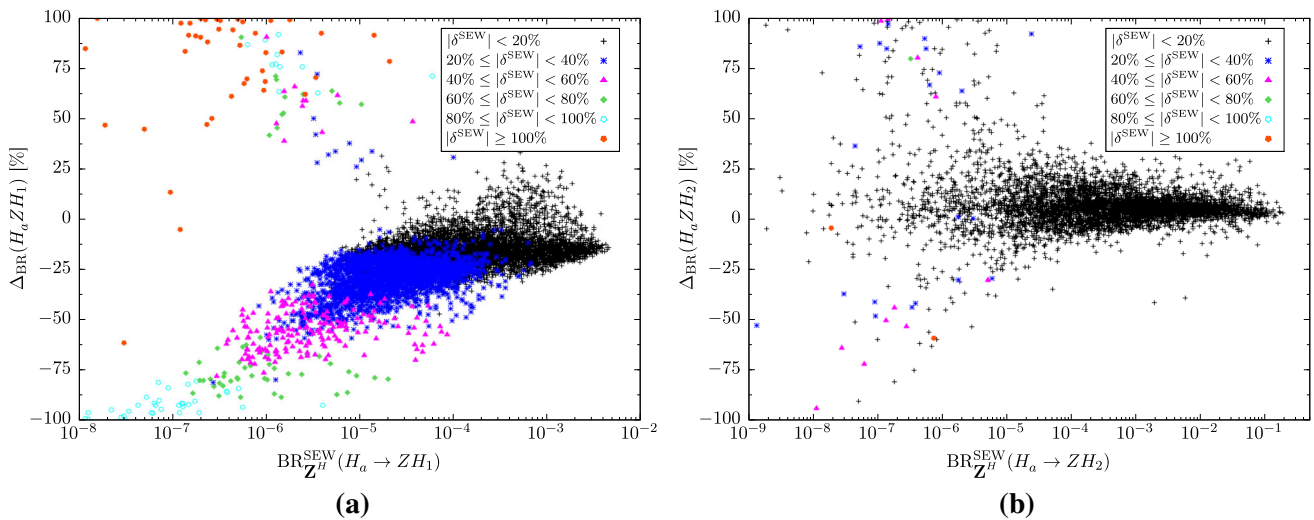 100
75
50
25
0
−25
−50
−75
−100
Δ_BR(H_aZH_1) [%]
|δ^SEW| < 20%
20% ≤ |δ^SEW| < 40%
40% ≤ |δ^SEW| < 60%
60% ≤ |δ^SEW| < 80%
80% ≤ |δ^SEW| < 100%
|δ^SEW| ≥ 100%
10^−8 10^−7 10^−6 10^−5 10^−4 10^−3 10^−2
BR^SEW_Z^H(H_a → ZH_1)
(a)
100
75
50
25
0
−25
−50
−75
−100
Δ_BR(H_aZH_2) [%]
|δ^SEW| < 20%
20% ≤ |δ^SEW| < 40%
40% ≤ |δ^SEW| < 60%
60% ≤ |δ^SEW| < 80%
80% ≤ |δ^SEW| < 100%
|δ^SEW| ≥ 100%
10^−9 10^−8 10^−7 10^−6 10^−5 10^−4 10^−3 10^−2 10^−1
BR^SEW_Z^H(H_a → ZH_2)
(b)